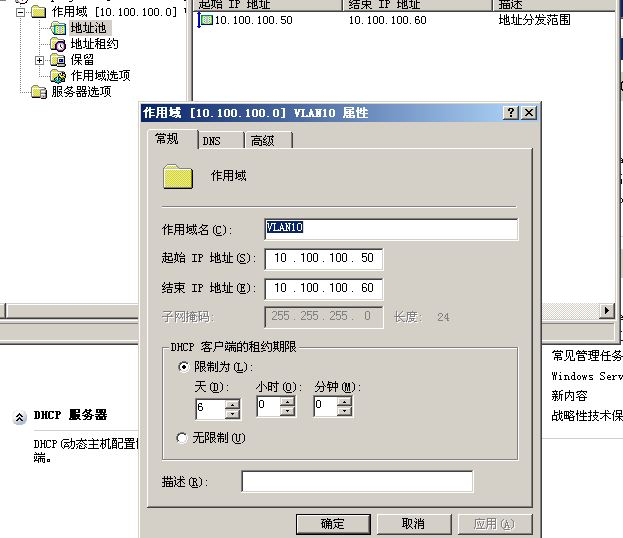 作用域 [10.100.100.0]
地址池
地址租约
保留
作用域选项
服务器选项
起始 IP 地址 结束 IP 地址 描述
10.100.100.50 10.100.100.60 地址分发范围
作用域 [10.100.100.0] VLAN10 属性
常规 DNS 高级
作用域
作用域名(C): VLAN10
起始 IP 地址(S): 10 . 100 . 100 . 50
结束 IP 地址(E): 10 . 100 . 100 . 60
子网掩码: 255 . 255 . 255 . 0 长度: 24
DHCP 客户端的租约期限
限制为(L):
天(D): 小时(O): 分钟(M):
6 0 0
无限制(U)
描述(R):
确定 取消 应用(A)
DHCP 服务器
DHCP(动态主机配置
端。
常见管理任务
Windows Serv
新内容
战略性技术保